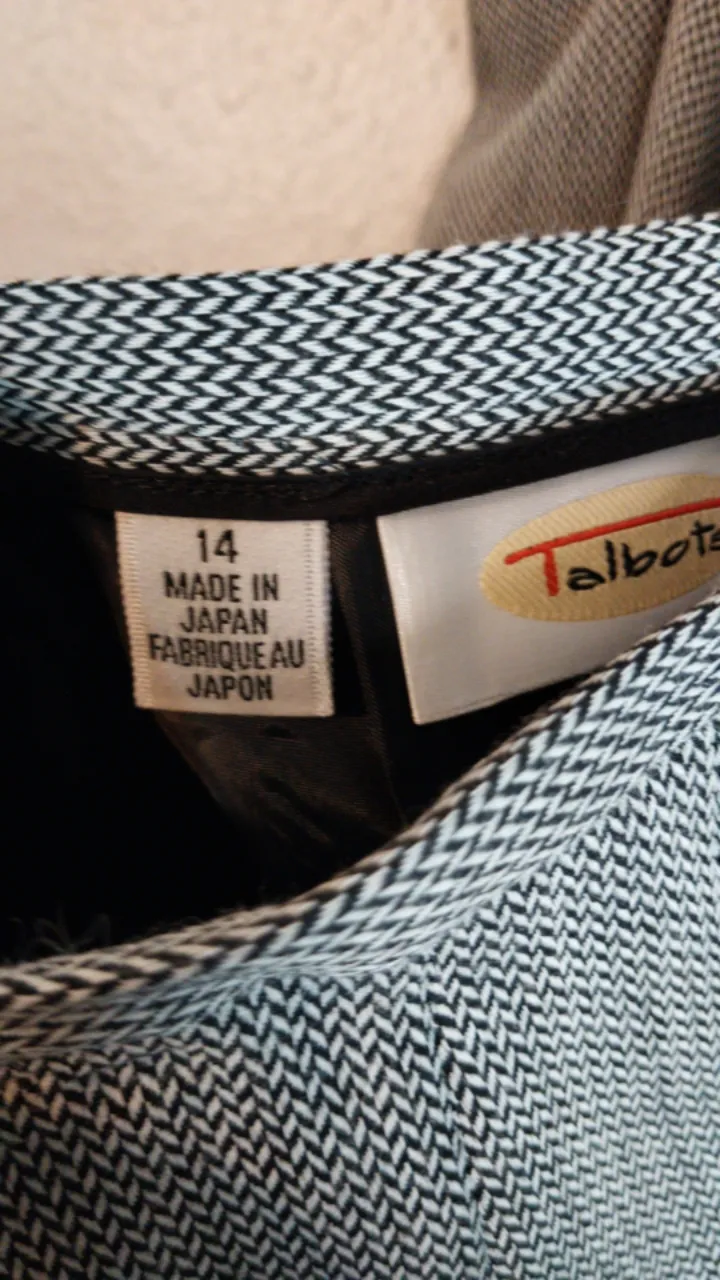 14
MADE IN
JAPAN
FABRIQUE AU
JAPON
Talbots